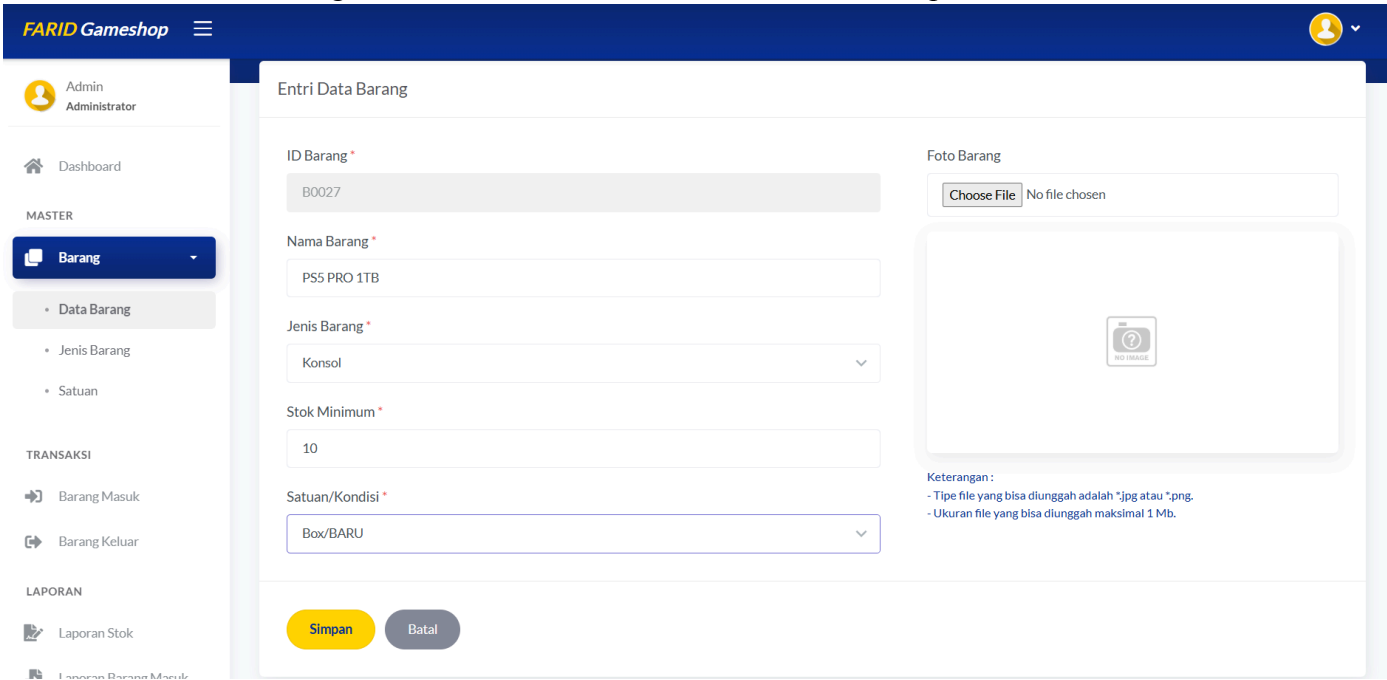 FARID Gameshop
Admin
Administrator
Dashboard
MASTER
Barang
Data Barang
Jenis Barang
Satuan
TRANSAKSI
Barang Masuk
Barang Keluar
LAPORAN
Laporan Stok
Laporan Barang Masuk
Entri Data Barang
ID Barang *
B0027
Nama Barang *
PS5 PRO 1TB
Jenis Barang *
Konsol
Stok Minimum *
10
Satuan/Kondisi *
Box/BARU
Foto Barang
Choose File No file chosen
NO IMAGE
Keterangan :
- Tipe file yang bisa diunggah adalah *.jpg atau *.png.
- Ukuran file yang bisa diunggah maksimal 1 Mb.
Simpan Batal